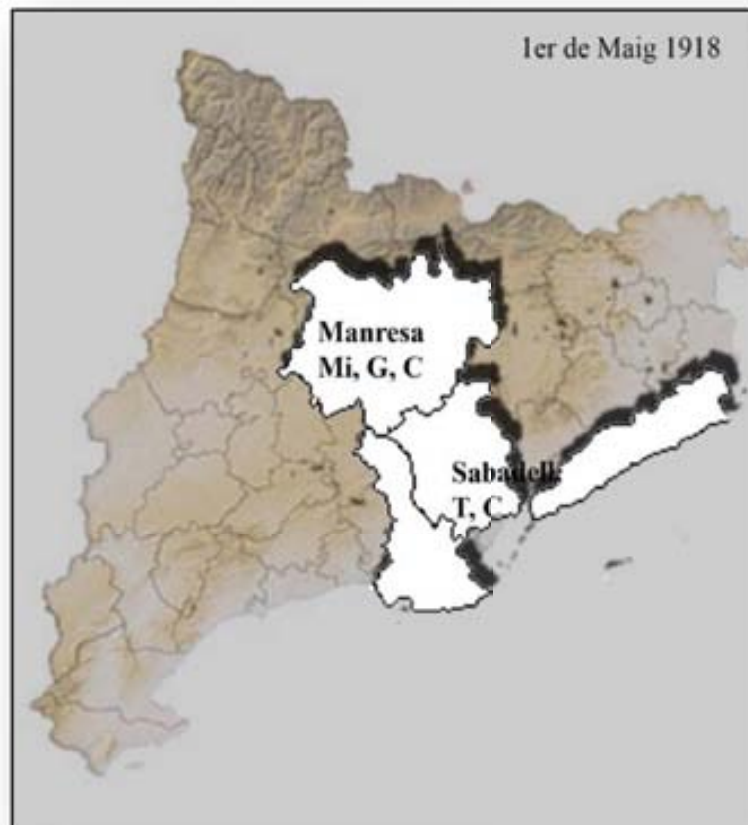 1er de Maig 1918
Manresa
Mi, G, C
Sabadell:
T, C